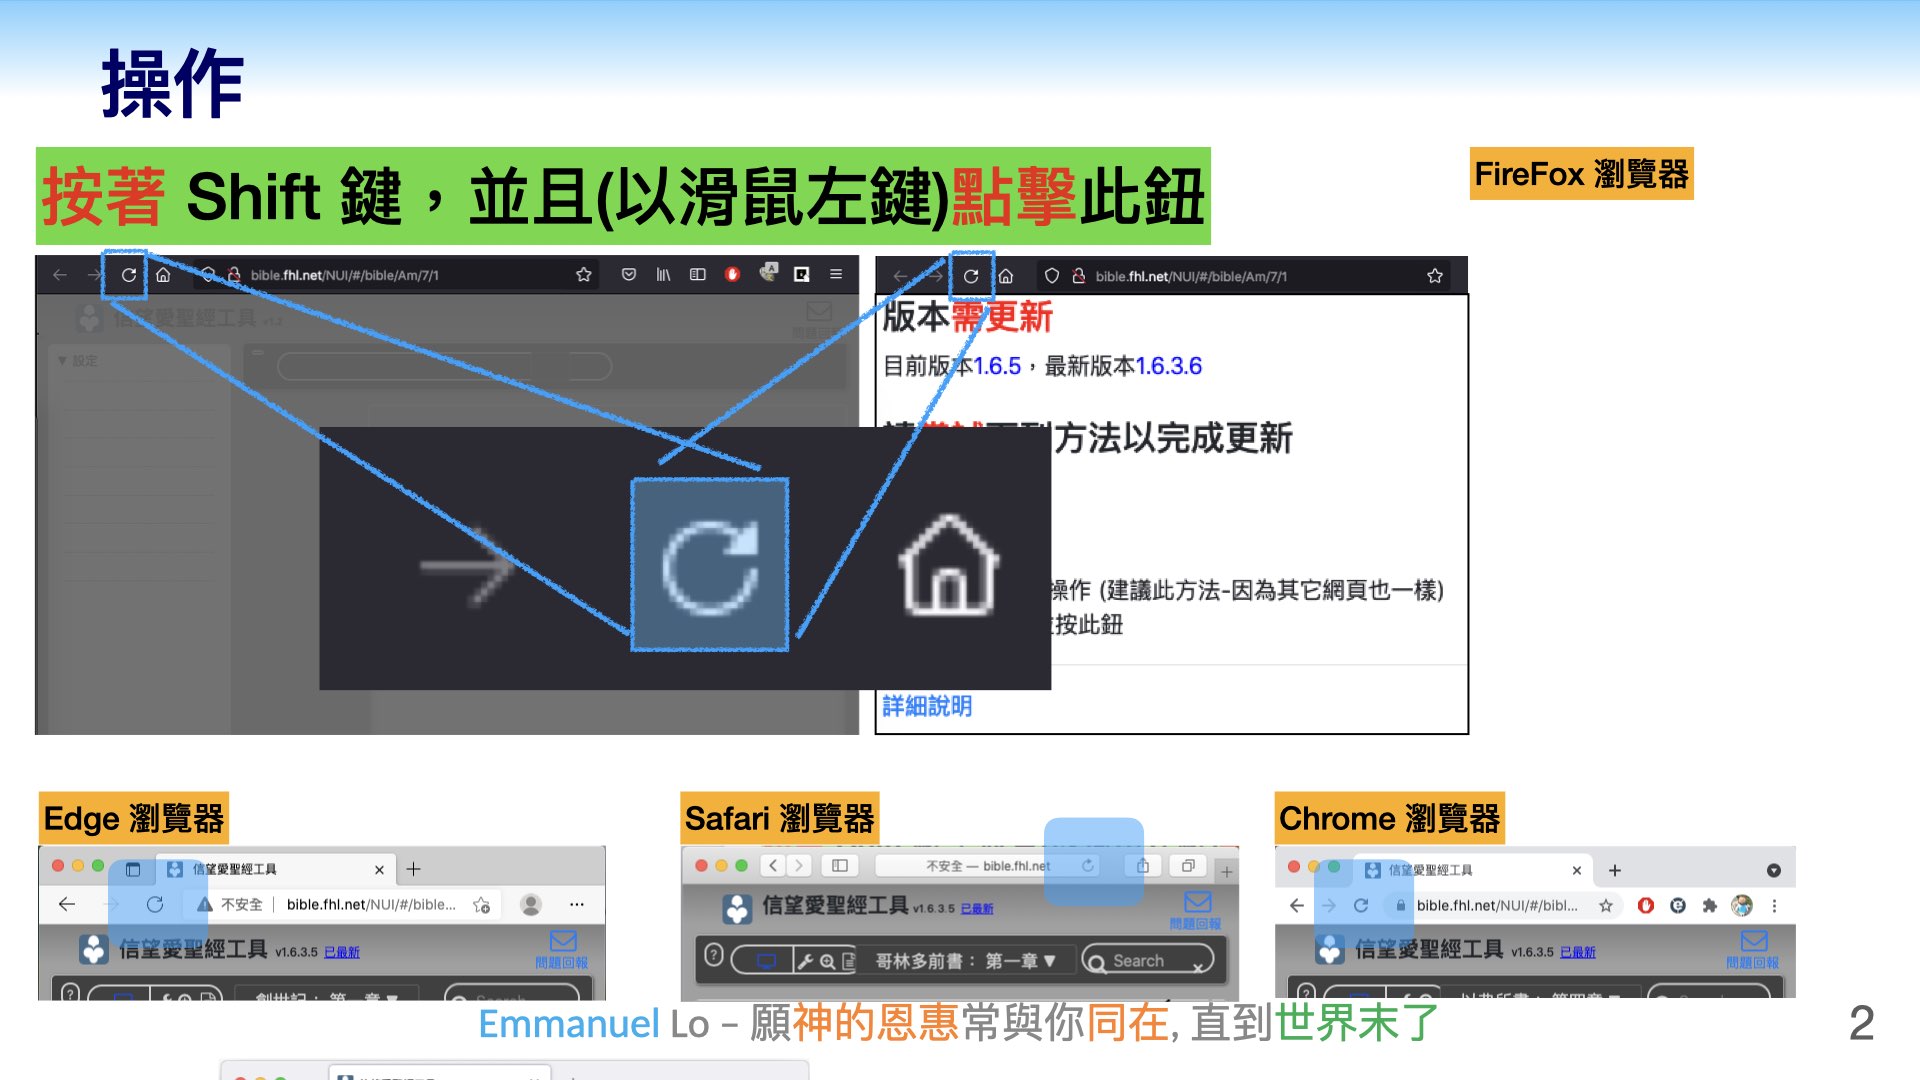 操作
按著 Shift 鍵，並且(以滑鼠左鍵)點擊此鈕
FireFox 瀏覽器
bible.fhl.net/NUI/#/bible/Am/7/1
信望愛聖經工具 v1.2
問題回
▼ 設定
bible.fhl.net/NUI/#/bible/Am/7/1
版本需更新
目前版本1.6.5，最新版本1.6.3.6
方法以完成更新
操作 (建議此方法-因為其它網頁也一樣)
按此鈕
詳細說明
Edge 瀏覽器
信望愛聖經工具
不安全 | bible.fhl.net/NUI/#/bible...
信望愛聖經工具 v1.6.3.5 已最新
問題回報
Safari 瀏覽器
不安全 — bible.fhl.net
信望愛聖經工具 v1.6.3.5 已最新
問題回報
哥林多前書： 第一章▼
Search
Chrome 瀏覽器
信望愛聖經工具
bible.fhl.net/NUI/#/bibl...
信望愛聖經工具 v1.6.3.5 已最新
問題回報
Emmanuel Lo – 願神的恩惠常與你同在, 直到世界末了
2